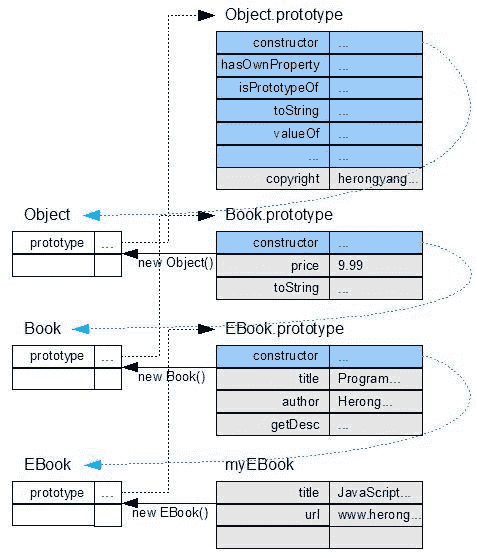 Object.prototype
constructor ...
hasOwnProperty ...
isPrototypeOf ...
toString ...
valueOf ...
... ...
copyright herongyang...
Object
prototype ...
new Object()
Book.prototype
constructor ...
price 9.99
toString ...
Book
prototype ...
new Book()
EBook.prototype
constructor ...
title Program...
author Herong...
getDesc ...
EBook
prototype ...
new EBook()
myEBook
title JavaScript...
url www.herong...